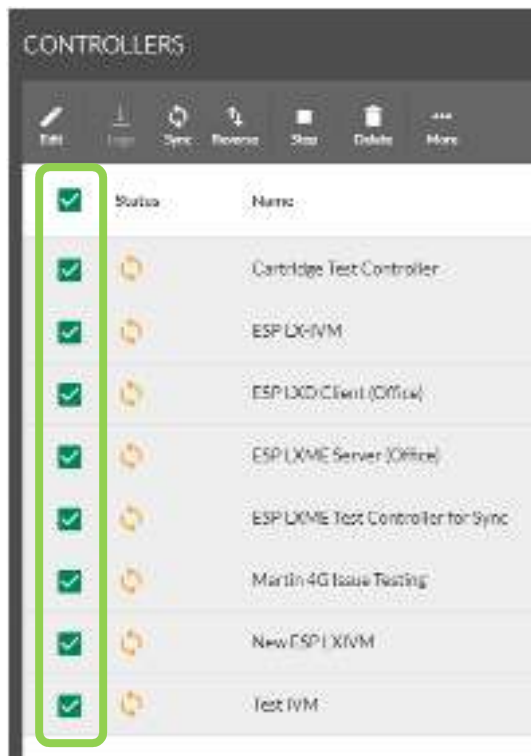 CONTROLLERS
Edit Logs Sync Reverse Stop Delete More
Status Name
Cartridge Test Controller
ESP LX-IVM
ESP LXD Client (Office)
ESP LXME Server (Office)
ESP LXME Test Controller for Sync
Martin 4G Issue Testing
New ESP LXIVM
Test IVM